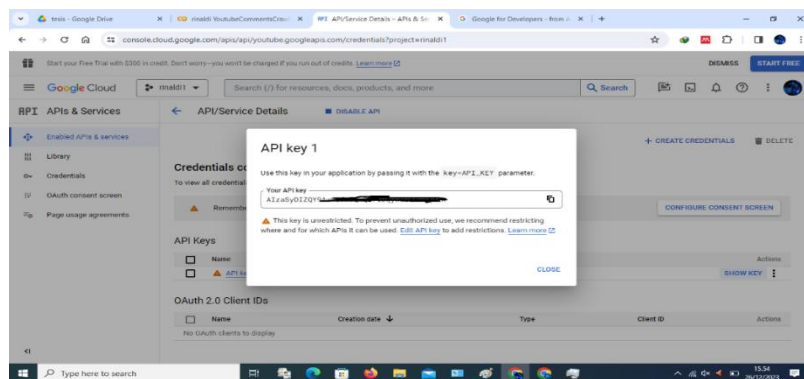 tesis - Google Drive
rinaldi YoutubeCommentsCraw
API/Service Details – APIs & Se
Google for Developers - from A
console.cloud.google.com/apis/api/youtube.googleapis.com/credentials?project=rinaldi1
Start your Free Trial with $300 in credit. Don't worry—you won't be charged if you run out of credits. Learn more
DISMISS
START FREE
Google Cloud
rinaldi1
Search (/) for resources, docs, products, and more
Search
API APIs & Services
API/Service Details
DISABLE API
Enabled APIs & services
Library
Credentials
OAuth consent screen
Page usage agreements
+ CREATE CREDENTIALS
DELETE
Credentials co
To view all credential
Remembe
CONFIGURE CONSENT SCREEN
API key 1
Use this key in your application by passing it with the key=API_KEY parameter.
Your API key
This key is unrestricted. To prevent unauthorized use, we recommend restricting
where and for which APIs it can be used. Edit API key to add restrictions. Learn more
CLOSE
API Keys
Name
Actions
API ke
SHOW KEY
OAuth 2.0 Client IDs
Name
Creation date
Type
Client ID
Actions
No OAuth clients to display
Type here to search
15.54
26/12/2023